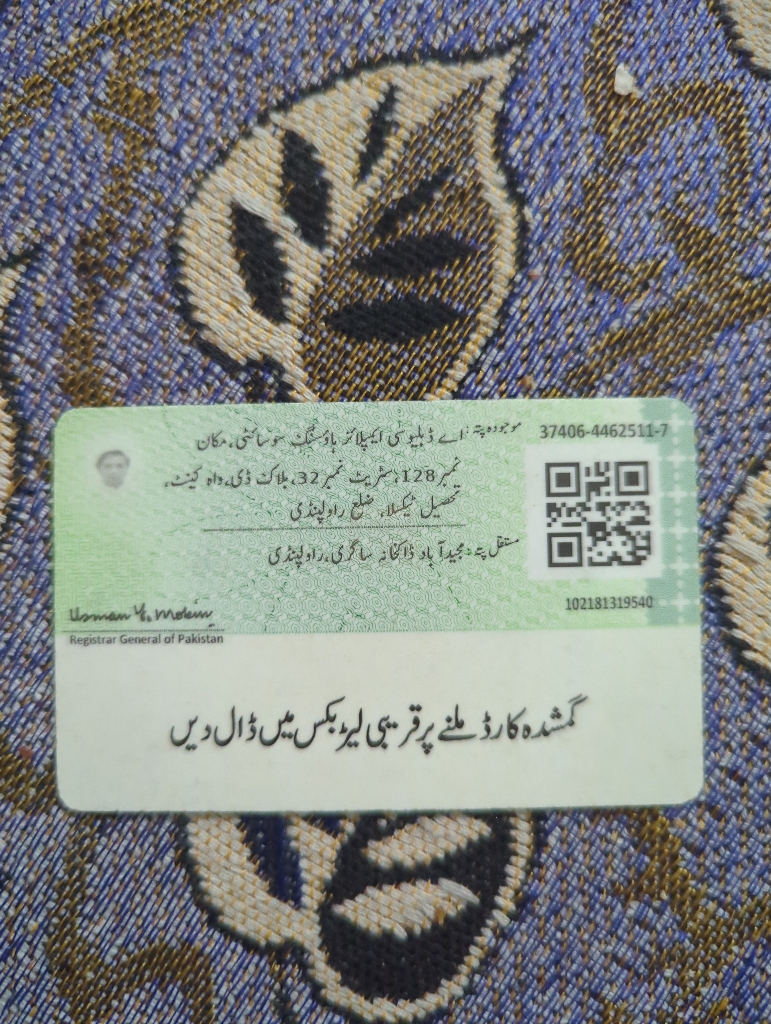 موجودہ پتہ: اے ڈبلیو سی ایمپلائز ہاؤسنگ سوسائٹی، مکان
37406-4462511-7
نمبر 128، سٹریٹ نمبر 32، بلاک ڈی، واہ کینٹ،
تحصیل ٹیکسلا، ضلع راولپنڈی
مستقل پتہ: مجید آباد ڈاکخانہ ساگری، راولپنڈی
102181319540
Registrar General of Pakistan
گمشدہ کارڈ ملنے پر قریبی لیٹر بکس میں ڈال دیں